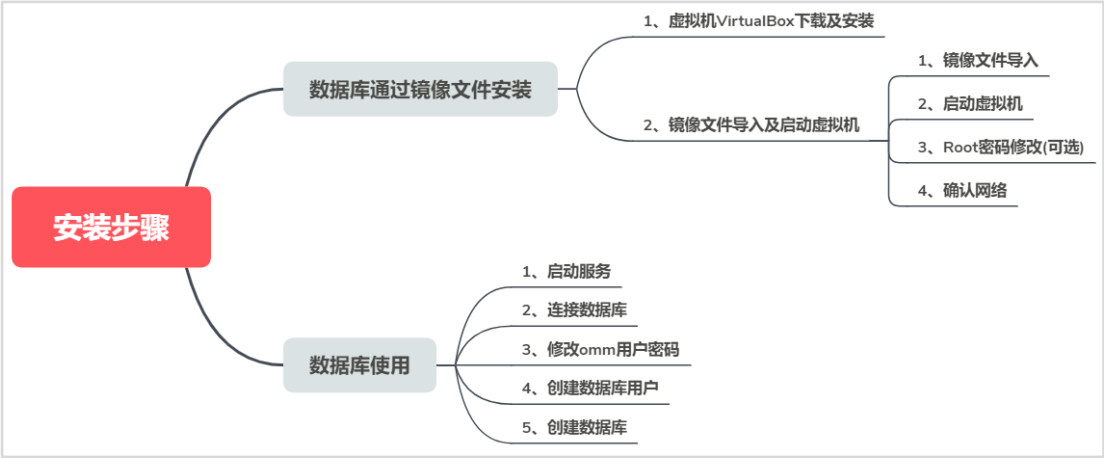 安装步骤
数据库通过镜像文件安装
1、虚拟机VirtualBox下载及安装
2、镜像文件导入及启动虚拟机
1、镜像文件导入
2、启动虚拟机
3、Root密码修改(可选)
4、确认网络
数据库使用
1、启动服务
2、连接数据库
3、修改omm用户密码
4、创建数据库用户
5、创建数据库